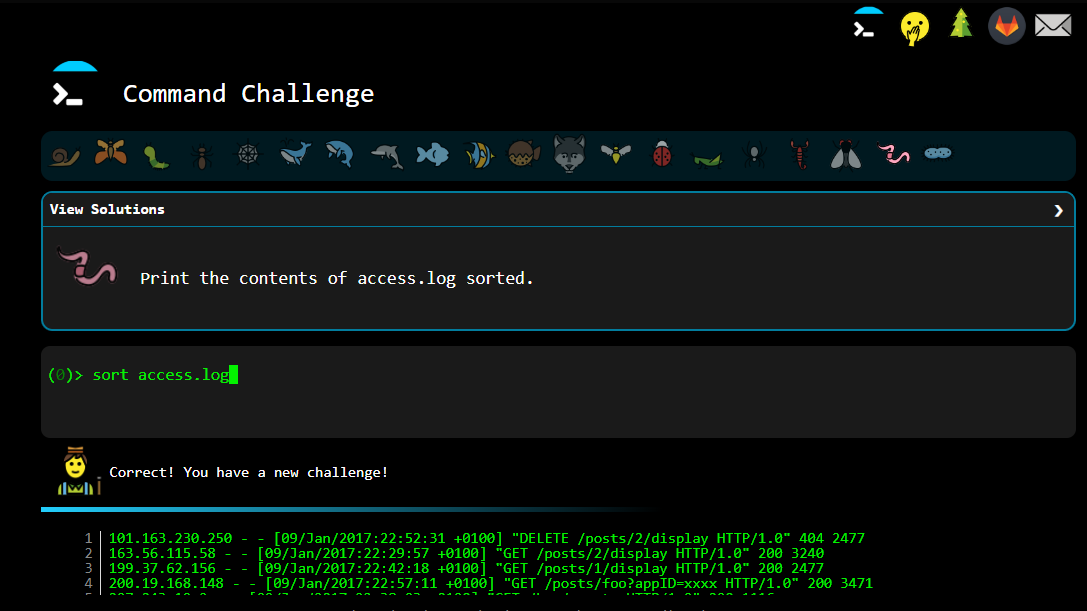 Command Challenge
View Solutions
Print the contents of access.log sorted.
(0)> sort access.log
Correct! You have a new challenge!
1 101.163.230.250 - - [09/Jan/2017:22:52:31 +0100] "DELETE /posts/2/display HTTP/1.0" 404 2477
2 163.56.115.58 - - [09/Jan/2017:22:29:57 +0100] "GET /posts/2/display HTTP/1.0" 200 3240
3 199.37.62.156 - - [09/Jan/2017:22:42:18 +0100] "GET /posts/1/display HTTP/1.0" 200 2477
4 200.19.168.148 - - [09/Jan/2017:22:57:11 +0100] "GET /posts/foo?appID=xxxx HTTP/1.0" 200 3471